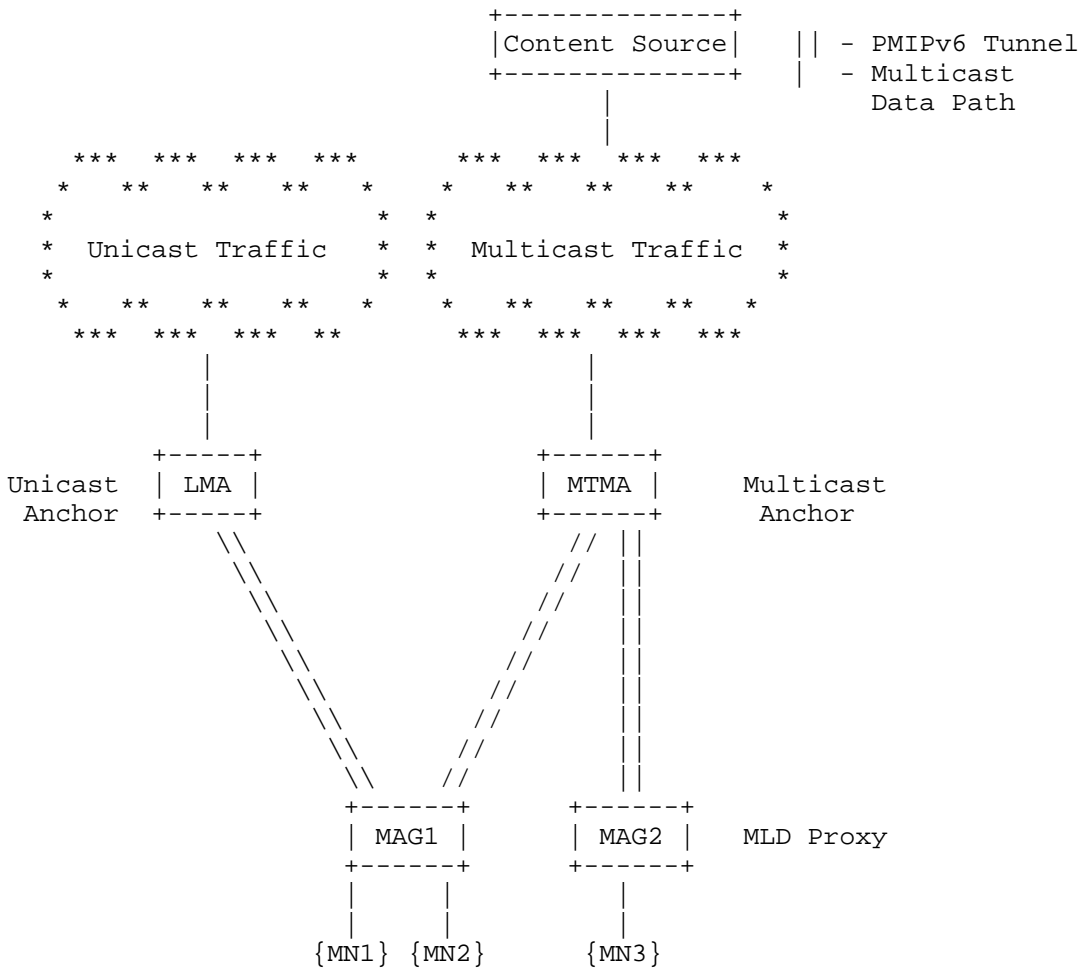 Content Source || - PMIPv6 Tunnel
| - Multicast
Data Path
Unicast Traffic Multicast Traffic
Unicast LMA MTMA Multicast
Anchor Anchor
MAG1 MAG2 MLD Proxy
{MN1} {MN2} {MN3}